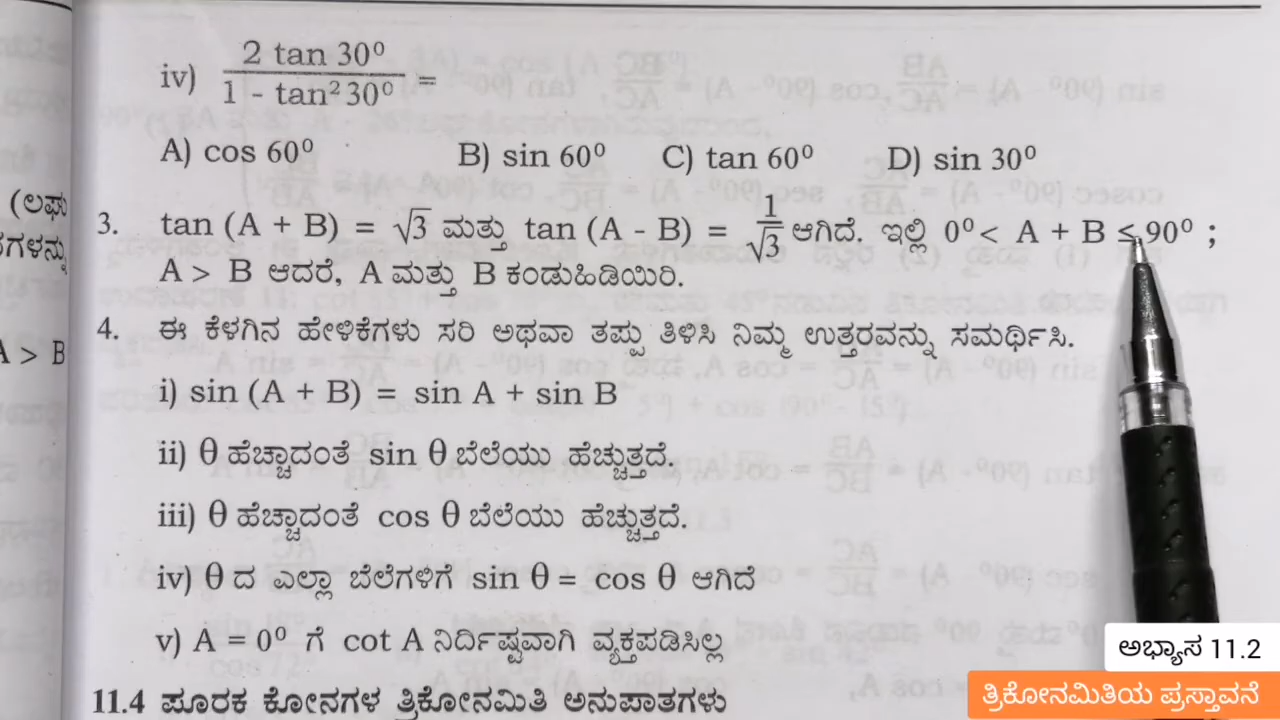 iv) 2 tan 30⁰ / 1 - tan² 30⁰ =
A) cos 60⁰ B) sin 60⁰ C) tan 60⁰ D) sin 30⁰
(ಲಘು
3. tan (A + B) = √3 ಮತ್ತು tan (A - B) = 1/√3 ಆಗಿದೆ. ಇಲ್ಲಿ 0⁰ < A + B ≤ 90⁰ ;
ಗಳನ್ನು
A > B ಆದರೆ, A ಮತ್ತು B ಕಂಡುಹಿಡಿಯಿರಿ.
4. ಈ ಕೆಳಗಿನ ಹೇಳಿಕೆಗಳು ಸರಿ ಅಥವಾ ತಪ್ಪು ತಿಳಿಸಿ ನಿಮ್ಮ ಉತ್ತರವನ್ನು ಸಮರ್ಥಿಸಿ.
A > B
i) sin (A + B) = sin A + sin B
ii) θ ಹೆಚ್ಚಾದಂತೆ sin θ ಬೆಲೆಯು ಹೆಚ್ಚುತ್ತದೆ.
iii) θ ಹೆಚ್ಚಾದಂತೆ cos θ ಬೆಲೆಯು ಹೆಚ್ಚುತ್ತದೆ.
iv) θ ದ ಎಲ್ಲಾ ಬೆಲೆಗಳಿಗೆ sin θ = cos θ ಆಗಿದೆ
v) A = 0⁰ ಗೆ cot A ನಿರ್ದಿಷ್ಟವಾಗಿ ವ್ಯಕ್ತಪಡಿಸಿಲ್ಲ
11.4 ಪೂರಕ ಕೋನಗಳ ತ್ರಿಕೋನಮಿತಿ ಅನುಪಾತಗಳು
ಅಭ್ಯಾಸ 11.2
ತ್ರಿಕೋನಮಿತಿಯ ಪ್ರಸ್ತಾವನೆ